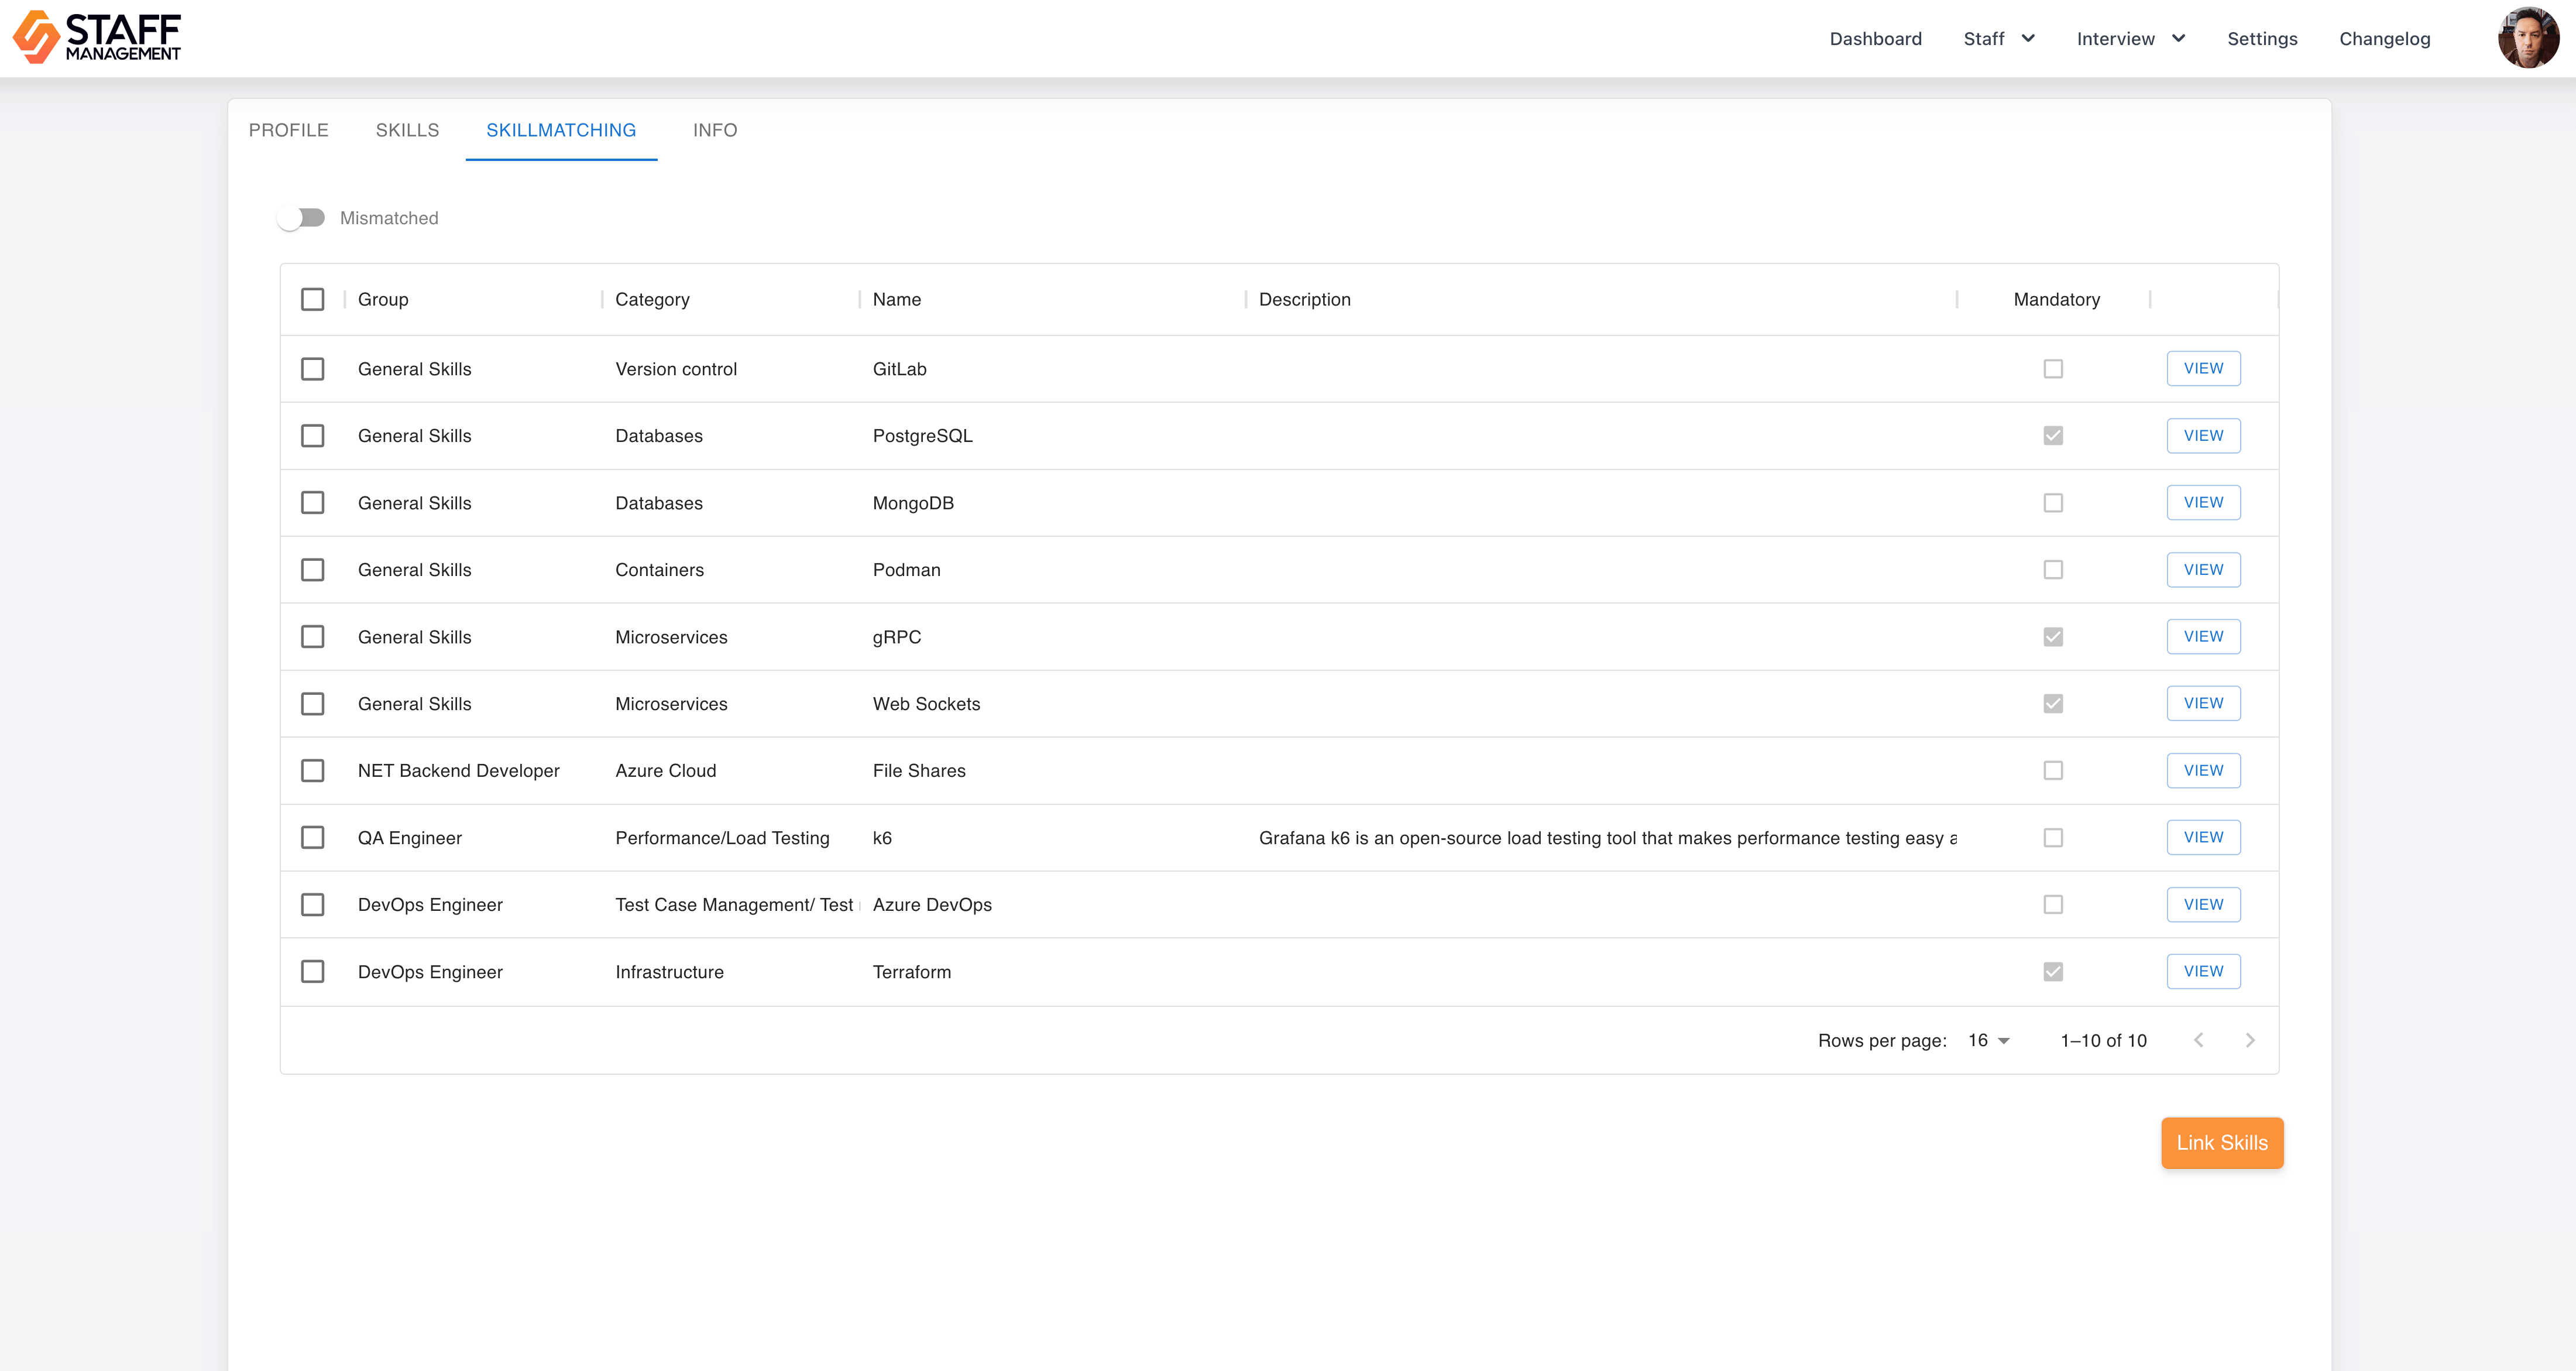 STAFF
MANAGEMENT
Dashboard Staff Interview Settings Changelog
PROFILE SKILLS SKILLMATCHING INFO
Mismatched
Group Category Name Description Mandatory
General Skills Version control GitLab VIEW
General Skills Databases PostgreSQL VIEW
General Skills Databases MongoDB VIEW
General Skills Containers Podman VIEW
General Skills Microservices gRPC VIEW
General Skills Microservices Web Sockets VIEW
NET Backend Developer Azure Cloud File Shares VIEW
QA Engineer Performance/Load Testing k6 Grafana k6 is an open-source load testing tool that makes performance testing easy a VIEW
DevOps Engineer Test Case Management/ Test Azure DevOps VIEW
DevOps Engineer Infrastructure Terraform VIEW
Rows per page: 16 1–10 of 10
Link Skills